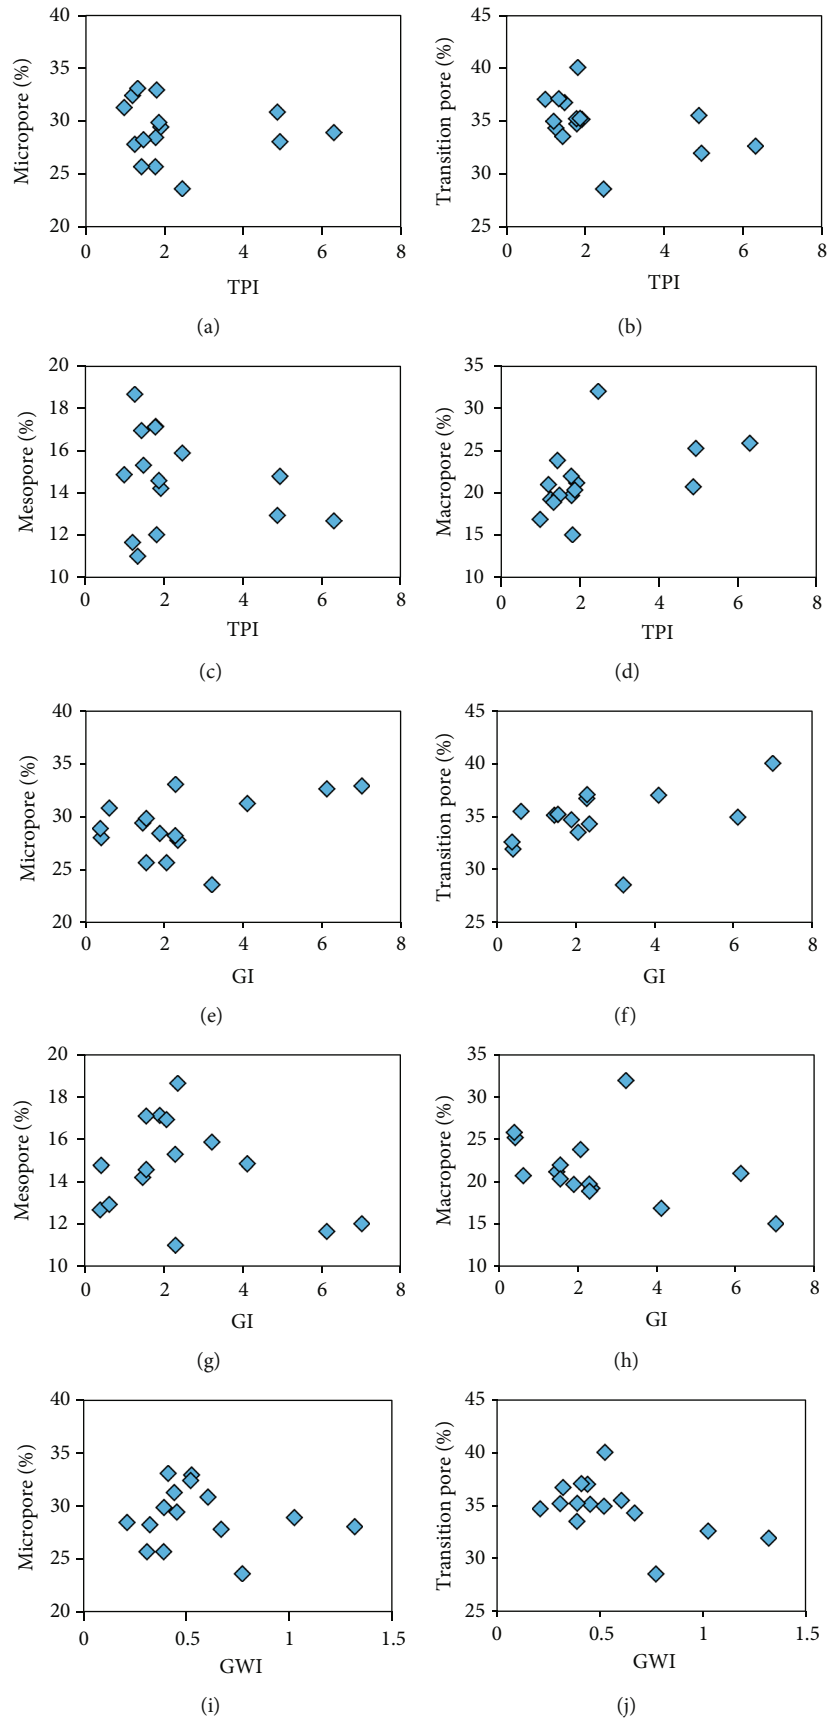 40
35
30
25
20
Micropore (%)
0 2 4 6 8
TPI
(a)
45
40
35
30
25
Transition pore (%)
0 2 4 6 8
TPI
(b)
20
18
16
14
12
10
Mesopore (%)
0 2 4 6 8
TPI
(c)
35
30
25
20
15
10
Macropore (%)
0 2 4 6 8
TPI
(d)
40
35
30
25
20
Micropore (%)
0 2 4 6 8
GI
(e)
45
40
35
30
25
Transition pore (%)
0 2 4 6 8
GI
(f)
20
18
16
14
12
10
Mesopore (%)
0 2 4 6 8
GI
(g)
35
30
25
20
15
10
Macropore (%)
0 2 4 6 8
GI
(h)
40
35
30
25
20
Micropore (%)
0 0.5 1 1.5
GWI
(i)
45
40
35
30
25
Transition pore (%)
0 0.5 1 1.5
GWI
(j)